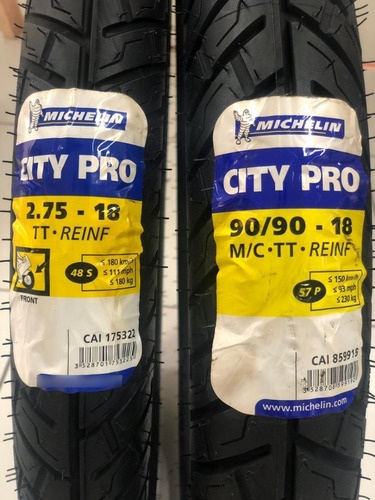 MICHELIN
CITY PRO
2.75 - 18
TT · REINF
48 S
≤ 180 km/h
≤ 111 mph
≤ 180 kg
FRONT
CAI 175322
MICHELIN
CITY PRO
90/90 - 18
M/C · TT · REINF
57 P
≤ 150 km/h
≤ 93 mph
≤ 230 kg
CAI 859919
www.michelin.com